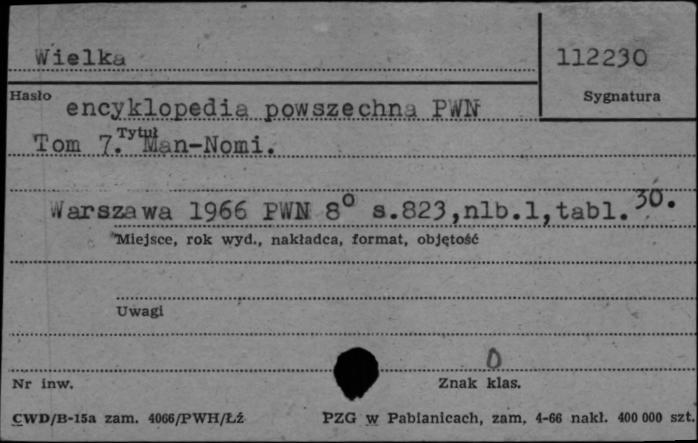 Wielka
112230
Hasło
Sygnatura
encyklopedia powszechna PWN
Tytuł
Tom 7. Man-Nomi.
Warszawa 1966 PWN 8° s.823,nlb.1,tabl.30.
Miejsce, rok wyd., nakładca, format, objętość
Uwagi
0
Nr inw.
Znak klas.
CWD/B-15a zam. 4066/PWH/Łź
PZG w Pabianicach, zam, 4-66 nakł. 400 000 szt.